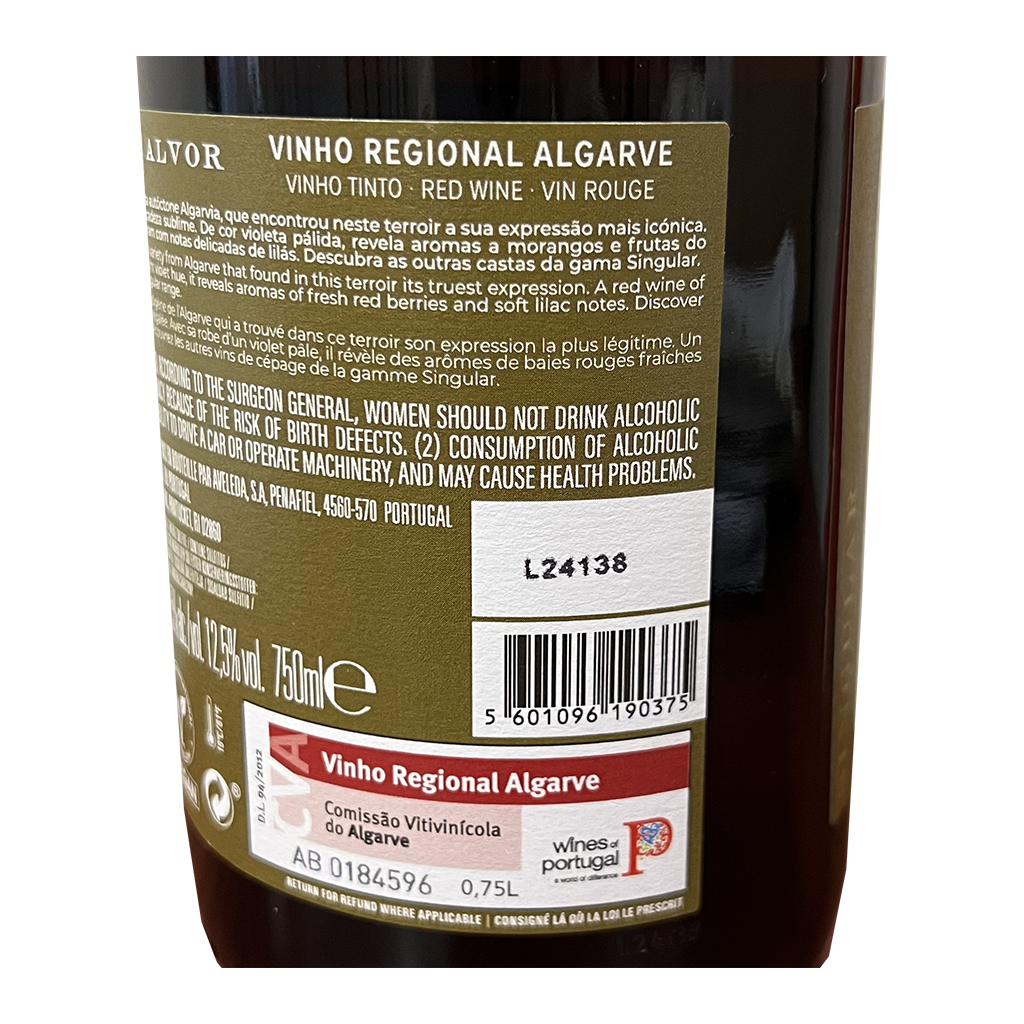 ALVOR
VINHO REGIONAL ALGARVE
VINHO TINTO · RED WINE · VIN ROUGE
autóctone Algarvia, que encontrou neste terroir a sua expressão mais icónica.
sublime. De cor violeta pálida, revela aromas a morangos e frutas do
com notas delicadas de lilás. Descubra as outras castas da gama Singular.
from Algarve that found in this terroir its truest expression. A red wine of
violet hue, it reveals aromas of fresh red berries and soft lilac notes. Discover
range.
de l'Algarve qui a trouvé dans ce terroir son expression la plus légitime. Un
Avec sa robe d'un violet pâle, il révèle des arômes de baies rouges fraîches
les autres vins de cépage de la gamme Singular.
ACCORDING TO THE SURGEON GENERAL, WOMEN SHOULD NOT DRINK ALCOHOLIC
BECAUSE OF THE RISK OF BIRTH DEFECTS. (2) CONSUMPTION OF ALCOHOLIC
TO DRIVE A CAR OR OPERATE MACHINERY, AND MAY CAUSE HEALTH PROBLEMS.
BOUTEILLE PAR AVELEDA, S.A, PENAFIEL, 4560-570 PORTUGAL
PORTUGAL
RI 02860
L24138
12,5% vol. 750ml e
5 601096 190375
10°C/61°F
D.L. 94/2012
CVA
Vinho Regional Algarve
Comissão Vitivinícola
do Algarve
AB 0184596 0,75L
wines of
portugal
a world of difference
RETURN FOR REFUND WHERE APPLICABLE | CONSIGNÉ LÀ OÙ LA LOI LE PRESCRIT
L24138